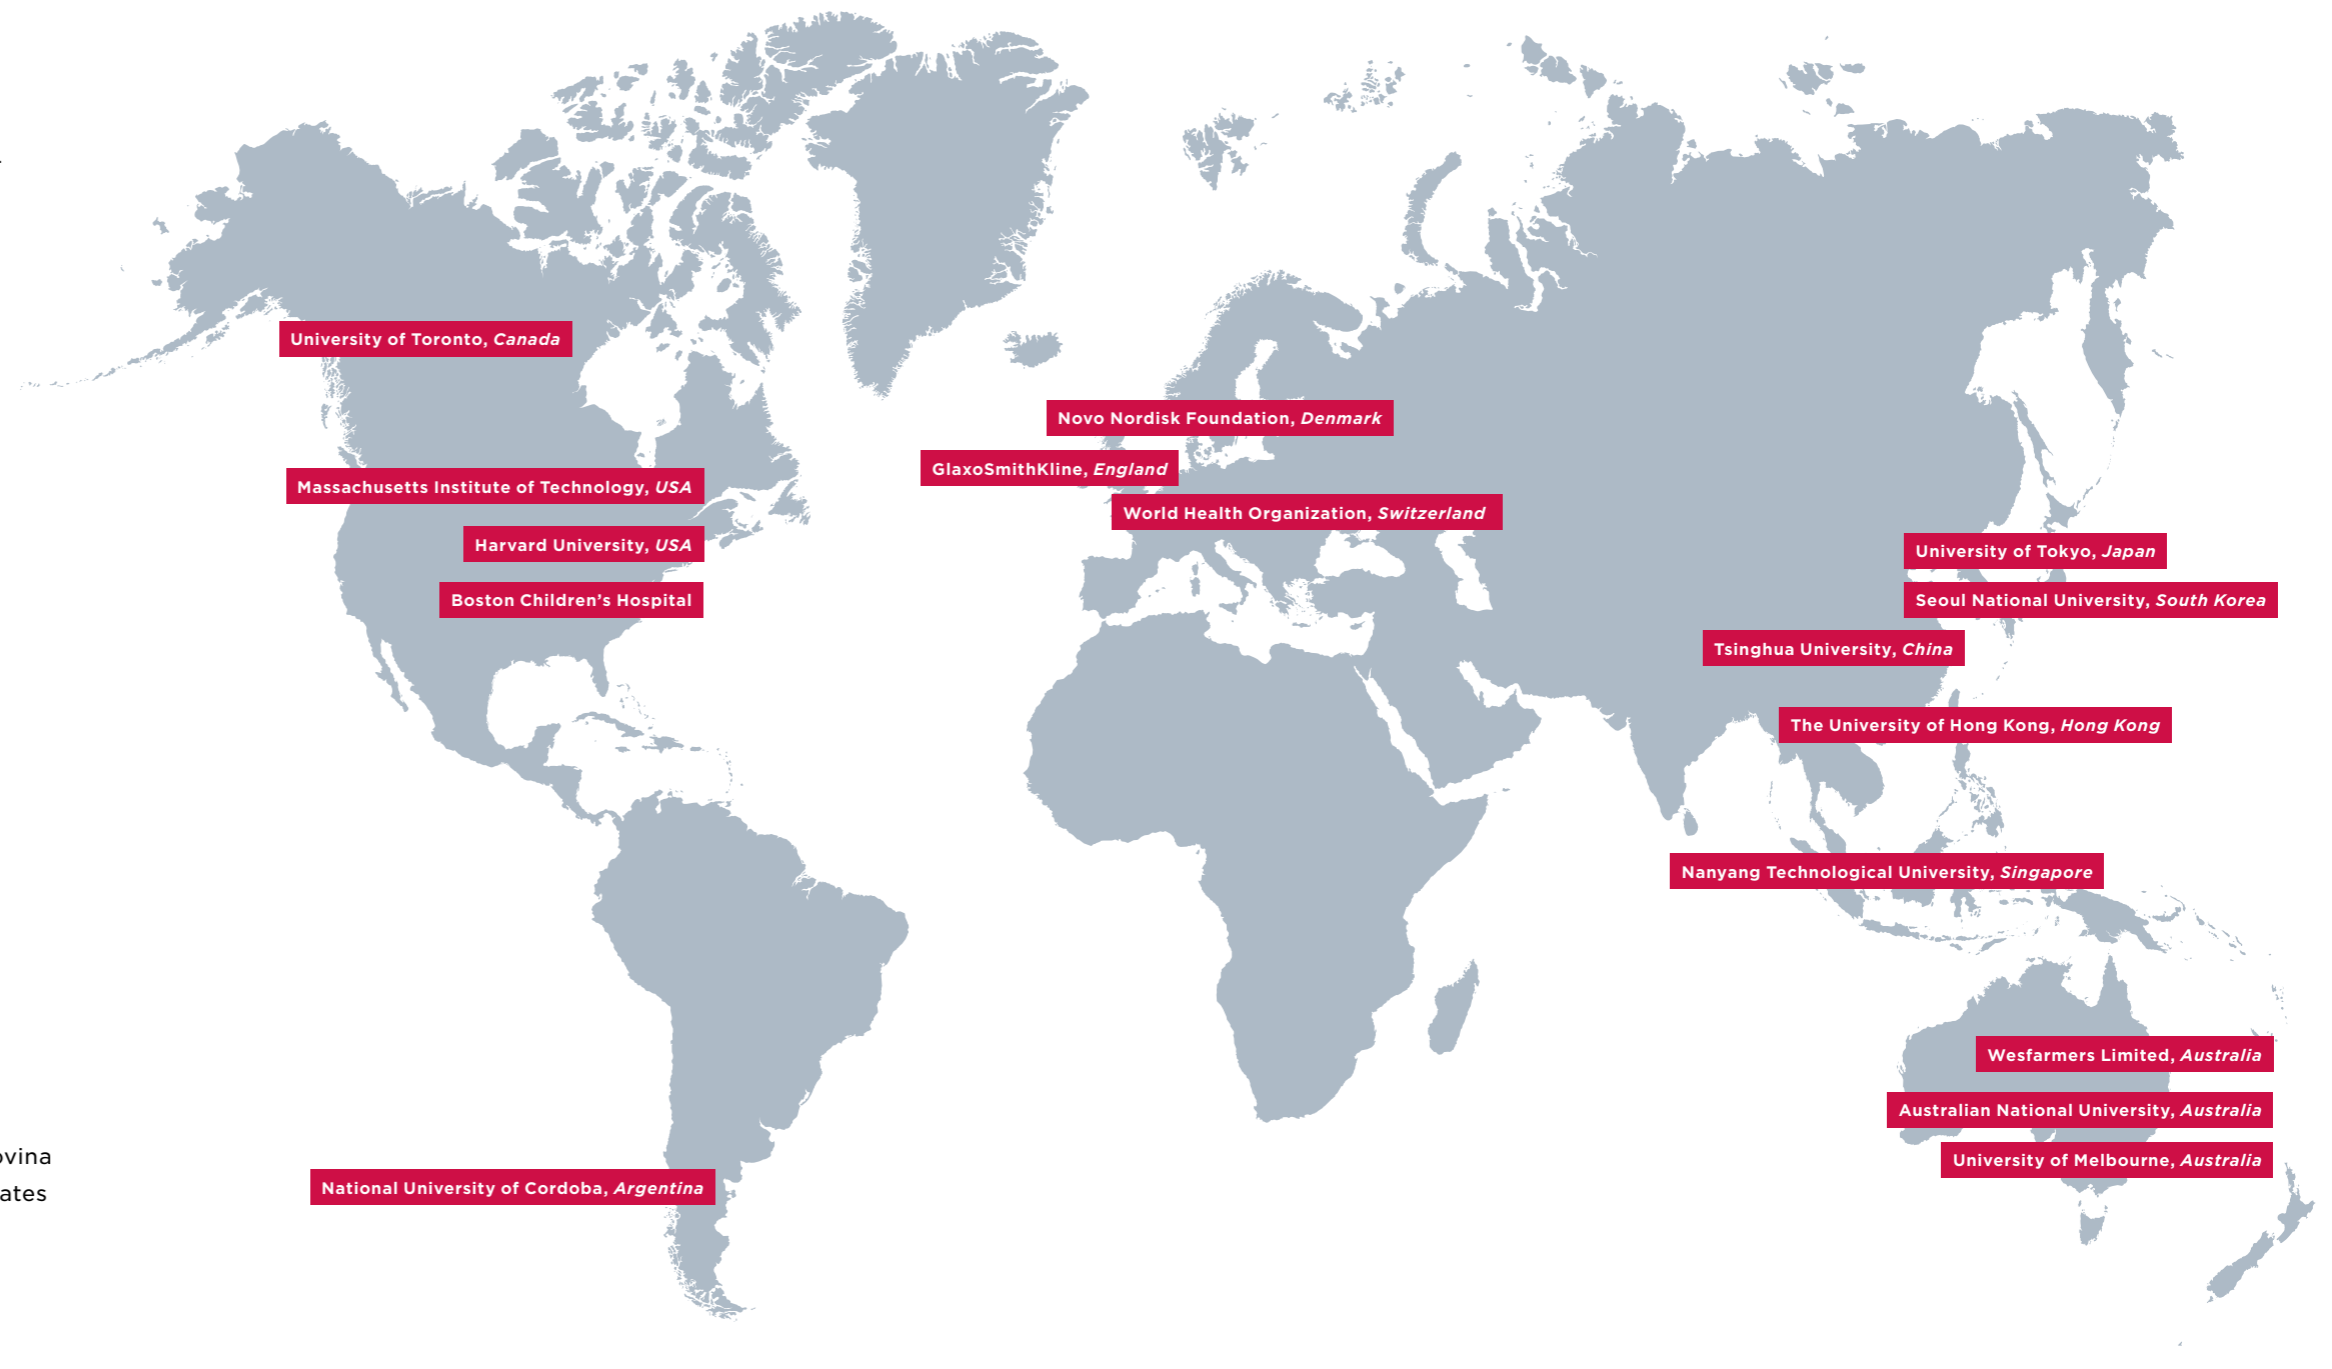 University of Toronto, Canada
Novo Nordisk Foundation, Denmark
GlaxoSmithKline, England
Massachusetts Institute of Technology, USA
World Health Organization, Switzerland
Harvard University, USA
University of Tokyo, Japan
Boston Children’s Hospital
Seoul National University, South Korea
Tsinghua University, China
The University of Hong Kong, Hong Kong
Nanyang Technological University, Singapore
Wesfarmers Limited, Australia
Australian National University, Australia
ovina
University of Melbourne, Australia
National University of Cordoba, Argentina
ates